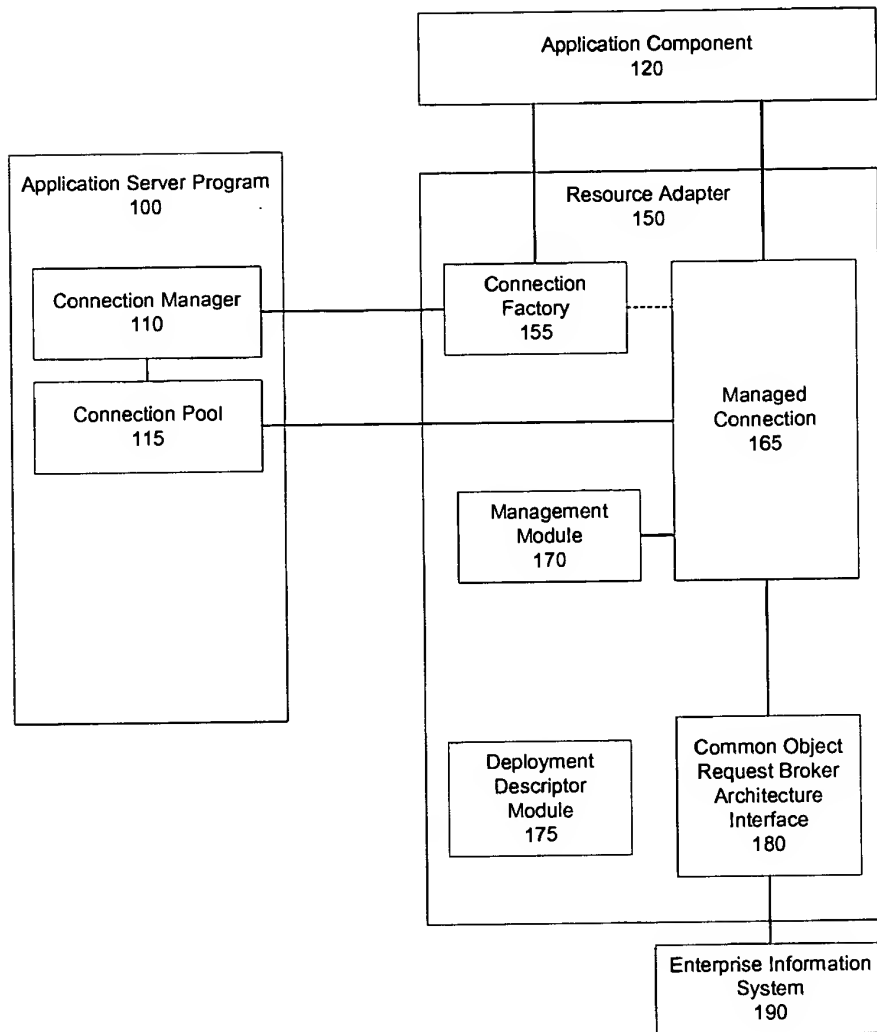 Application Component
120
Application Server Program
100
Resource Adapter
150
Connection Manager
110
Connection
Factory
155
Connection Pool
115
Managed
Connection
165
Management
Module
170
Deployment
Descriptor
Module
175
Common Object
Request Broker
Architecture
Interface
180
Enterprise Information
System
190